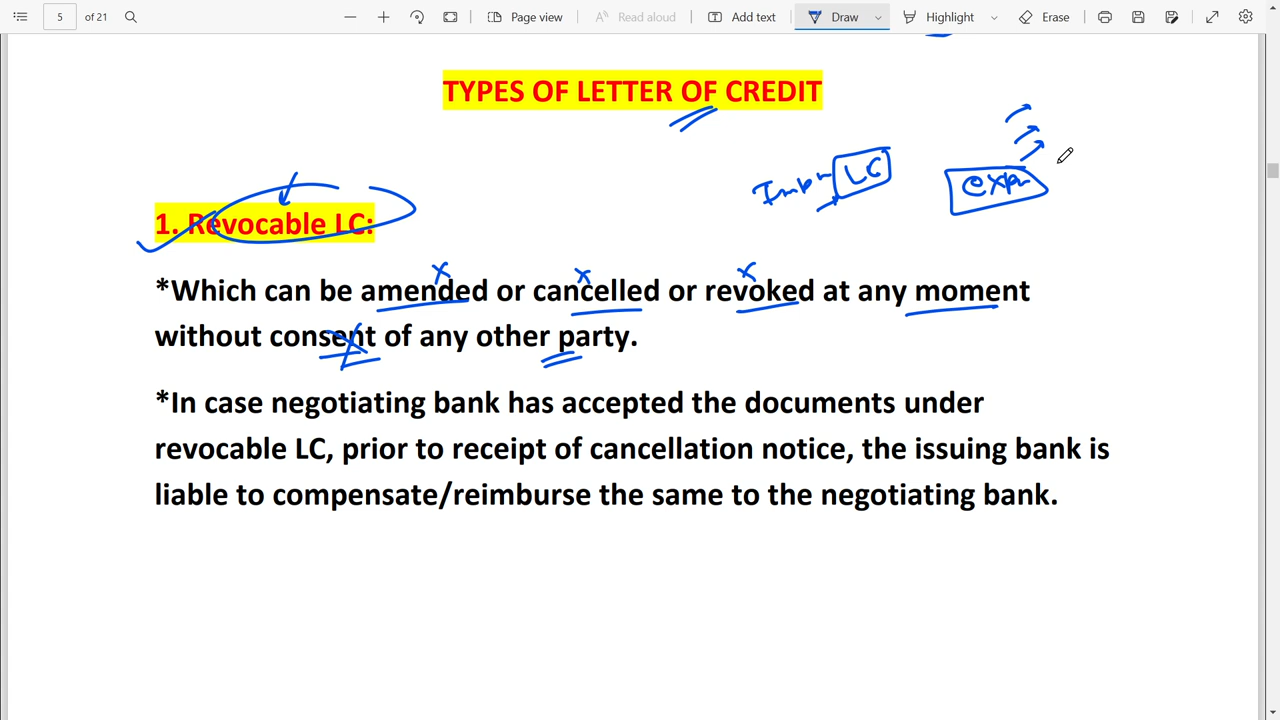 5 of 21 Page view Read aloud Add text Draw Highlight Erase
TYPES OF LETTER OF CREDIT
LC
1. Revocable LC:
*Which can be amended or cancelled or revoked at any moment
without consent of any other party.
*In case negotiating bank has accepted the documents under
revocable LC, prior to receipt of cancellation notice, the issuing bank is
liable to compensate/reimburse the same to the negotiating bank.